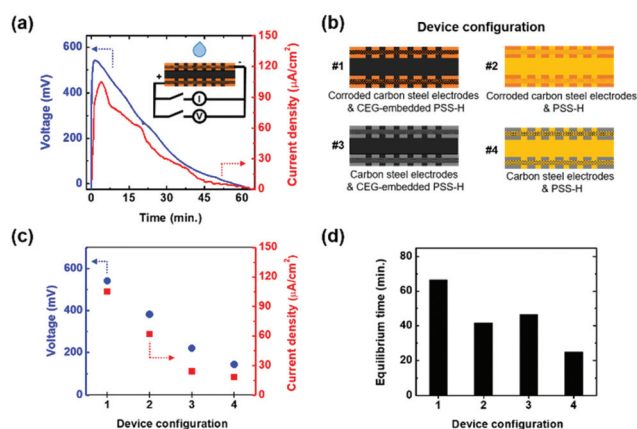 (a)
600
400
200
0
Voltage (mV)
150
120
90
60
30
0
Current density (μA/cm²)
0 15 30 45 60
Time (min.)
+
-
I
V
(b)
Device configuration
#1
Corroded carbon steel electrodes
& CEG-embedded PSS-H
#2
Corroded carbon steel electrodes
& PSS-H
#3
Carbon steel electrodes
& CEG-embedded PSS-H
#4
Carbon steel electrodes
& PSS-H
(c)
600
400
200
0
Voltage (mV)
150
120
90
60
30
0
Current density (μA/cm²)
1 2 3 4
Device configuration
(d)
80
60
40
20
0
Equilibrium time (min.)
1 2 3 4
Device configuration